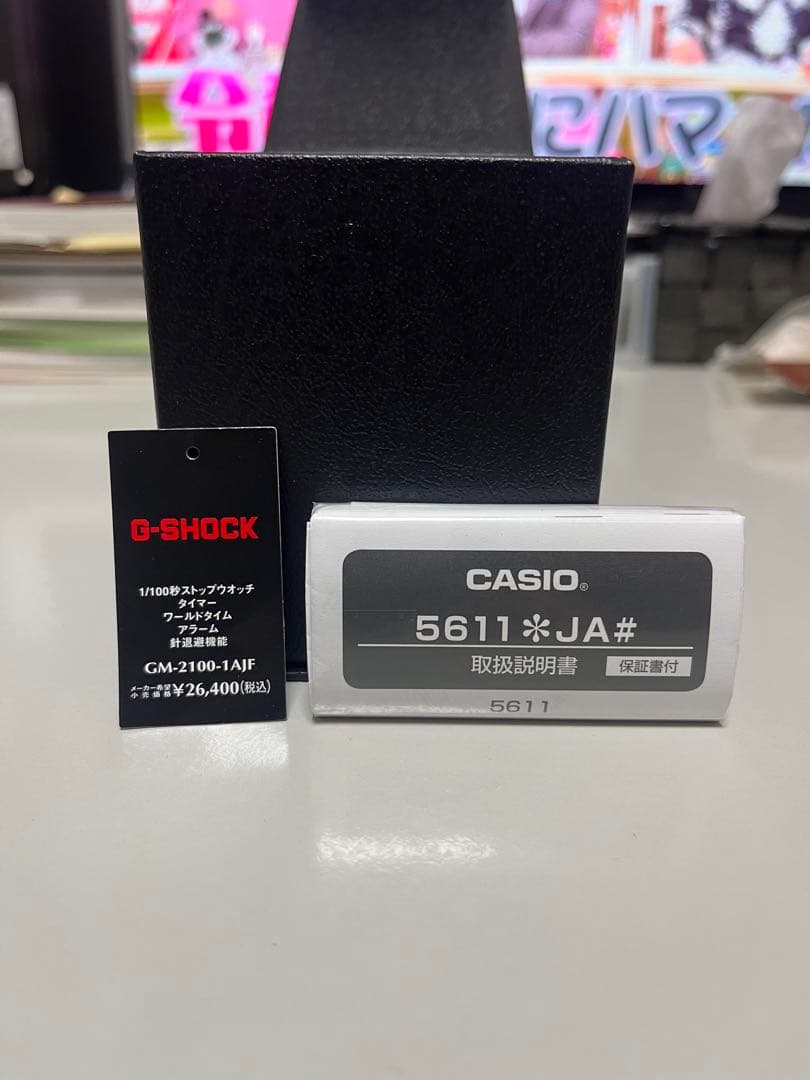 にハマ
G-SHOCK
1/100秒ストップウオッチ
タイマー
ワールドタイム
アラーム
針退避機能
GM-2100-1AJF
メーカー希望
小売価格 ¥26,400(税込)
CASIO®
5611✽JA#
取扱説明書 保証書付
5611